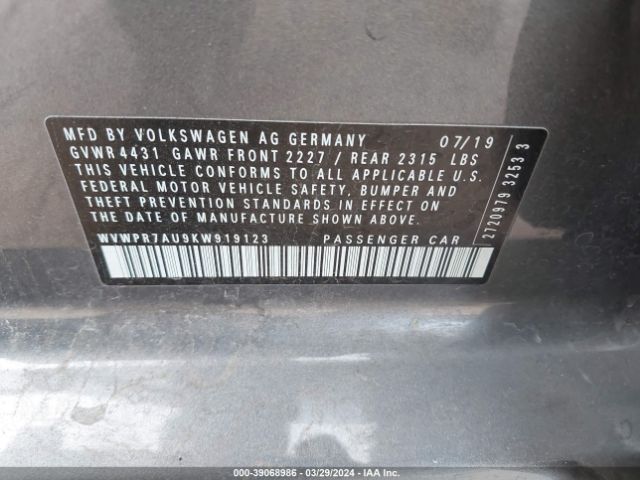 MFD BY VOLKSWAGEN AG GERMANY 07/19
GVWR 4431 GAWR FRONT 2227 / REAR 2315 LBS
THIS VEHICLE CONFORMS TO ALL APPLICABLE U.S.
FEDERAL MOTOR VEHICLE SAFETY, BUMPER AND
THEFT PREVENTION STANDARDS IN EFFECT ON
THE DATE OF MANUFACTURE SHOWN ABOVE.
WVWPR7AU9KW919123 PASSENGER CAR
2720979 3253 3
000-39068986 - 03/29/2024 - IAA Inc.